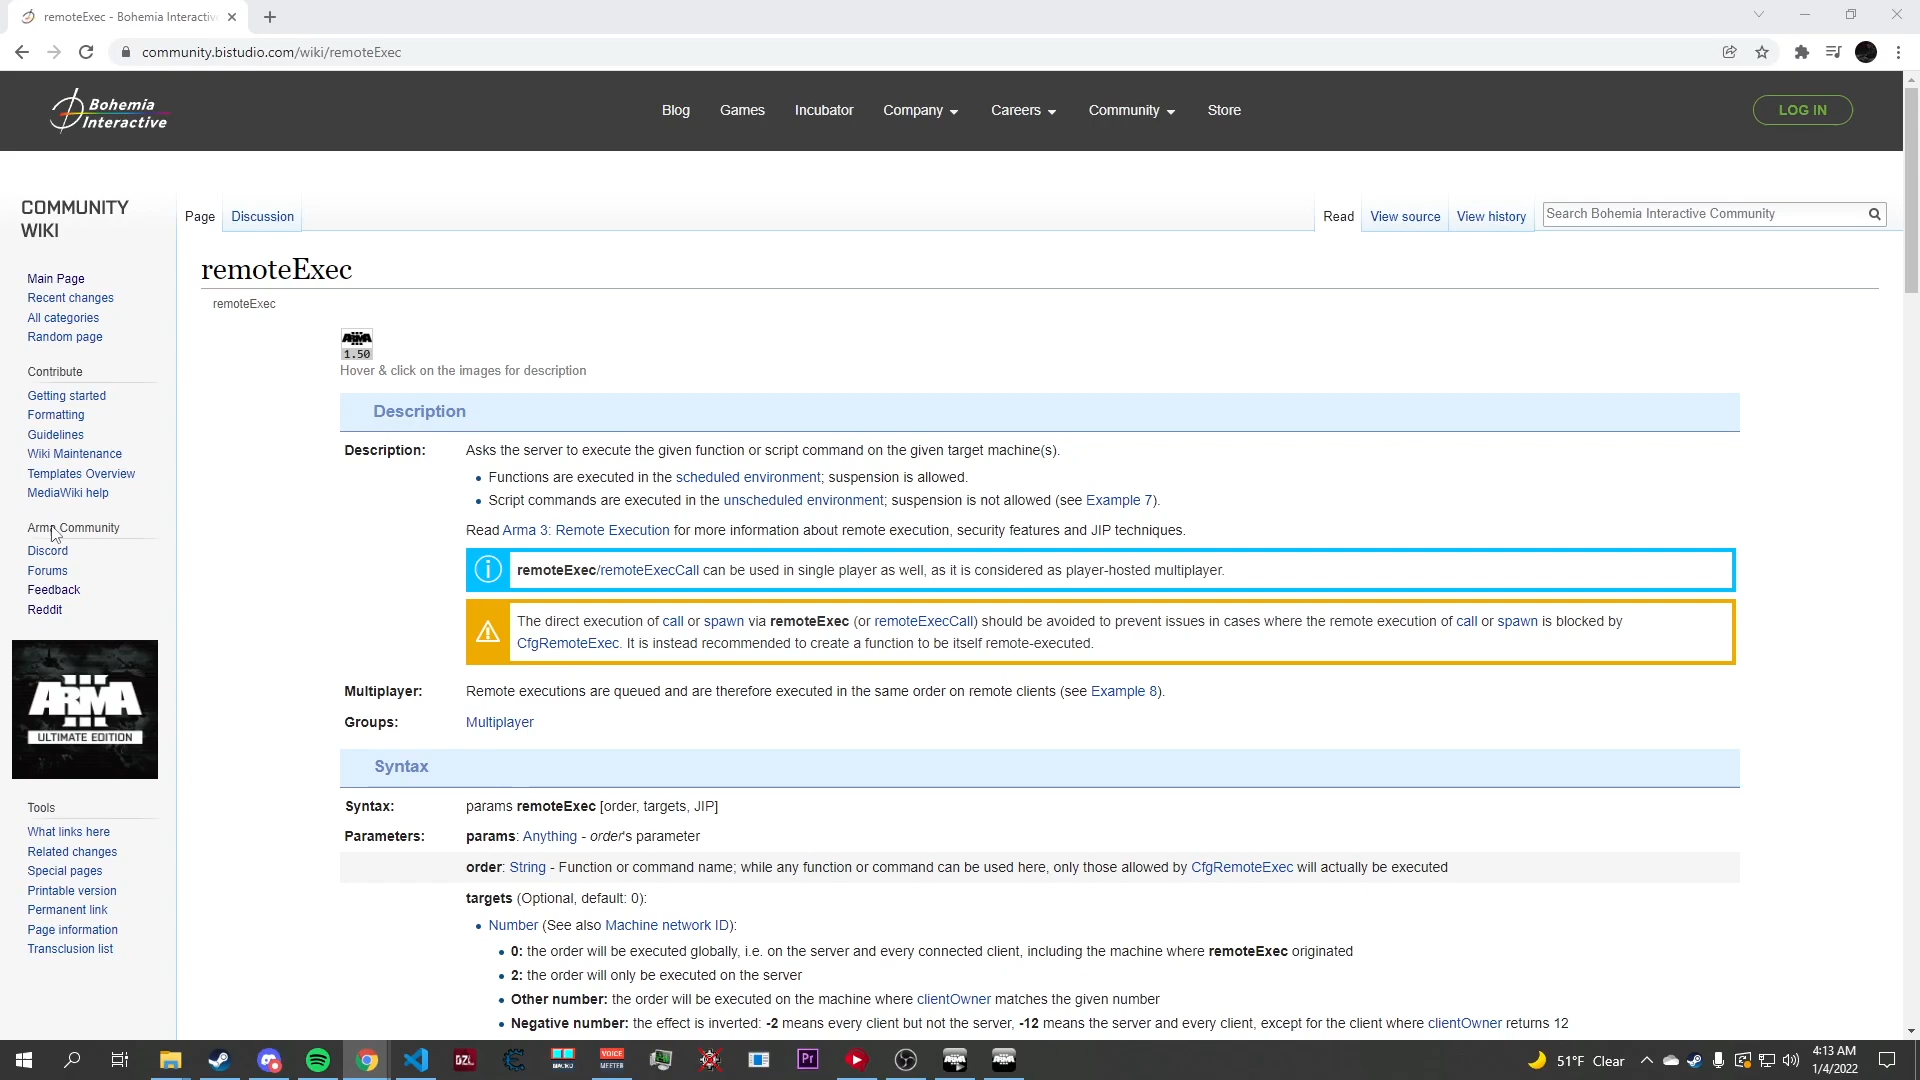 remoteExec - Bohemia Interactiv
community.bistudio.com/wiki/remoteExec
Bohemia Interactive
Blog Games Incubator Company Careers Community Store
LOG IN
COMMUNITY WIKI
Page Discussion
Read View source View history Search Bohemia Interactive Community
Main Page
Recent changes
All categories
Random page
Contribute
Getting started
Formatting
Guidelines
Wiki Maintenance
Templates Overview
MediaWiki help
Arma Community
Discord
Forums
Feedback
Reddit
ARMA III
ULTIMATE EDITION
Tools
What links here
Related changes
Special pages
Printable version
Permanent link
Page information
Transclusion list
remoteExec
remoteExec
ARMA III
1.50
Hover & click on the images for description
Description
Description: Asks the server to execute the given function or script command on the given target machine(s).
• Functions are executed in the scheduled environment; suspension is allowed.
• Script commands are executed in the unscheduled environment; suspension is not allowed (see Example 7).
Read Arma 3: Remote Execution for more information about remote execution, security features and JIP techniques.
remoteExec/remoteExecCall can be used in single player as well, as it is considered as player-hosted multiplayer.
The direct execution of call or spawn via remoteExec (or remoteExecCall) should be avoided to prevent issues in cases where the remote execution of call or spawn is blocked by
CfgRemoteExec. It is instead recommended to create a function to be itself remote-executed.
Multiplayer: Remote executions are queued and are therefore executed in the same order on remote clients (see Example 8).
Groups: Multiplayer
Syntax
Syntax: params remoteExec [order, targets, JIP]
Parameters: params: Anything - order's parameter
order: String - Function or command name; while any function or command can be used here, only those allowed by CfgRemoteExec will actually be executed
targets (Optional, default: 0):
• Number (See also Machine network ID):
• 0: the order will be executed globally, i.e. on the server and every connected client, including the machine where remoteExec originated
• 2: the order will only be executed on the server
• Other number: the order will be executed on the machine where clientOwner matches the given number
• Negative number: the effect is inverted: -2 means every client but not the server, -12 means the server and every client, except for the client where clientOwner returns 12
DZL
MACRO
VOICE
MEETER
Pr
51°F Clear
4:13 AM
1/4/2022